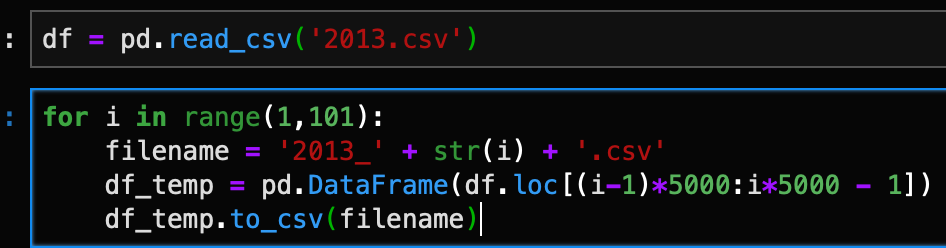 : df = pd.read_csv('2013.csv')
: for i in range(1,101):
    filename = '2013_' + str(i) + '.csv'
    df_temp = pd.DataFrame(df.loc[(i-1)*5000:i*5000 - 1])
    df_temp.to_csv(filename)